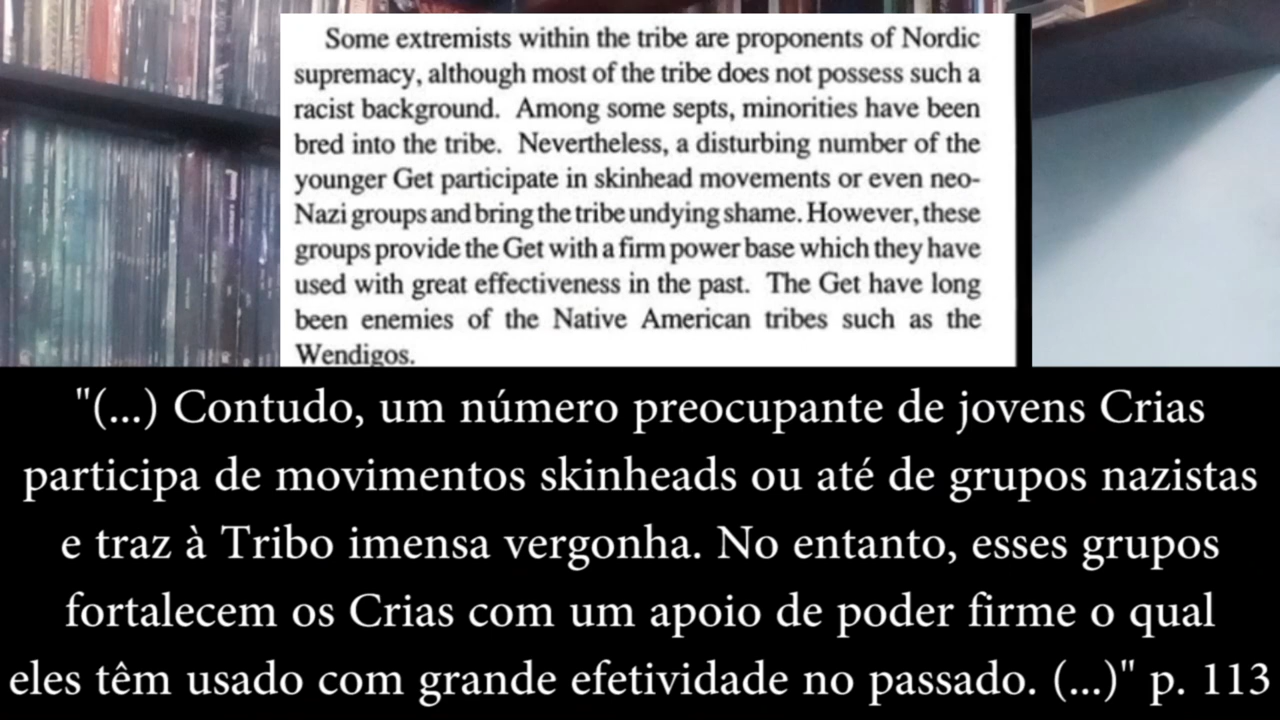 Some extremists within the tribe are proponents of Nordic
supremacy, although most of the tribe does not possess such a
racist background. Among some septs, minorities have been
bred into the tribe. Nevertheless, a disturbing number of the
younger Get participate in skinhead movements or even neo-
Nazi groups and bring the tribe undying shame. However, these
groups provide the Get with a firm power base which they have
used with great effectiveness in the past. The Get have long
been enemies of the Native American tribes such as the
Wendigos.
"(...) Contudo, um número preocupante de jovens Crias
participa de movimentos skinheads ou até de grupos nazistas
e traz à Tribo imensa vergonha. No entanto, esses grupos
fortalecem os Crias com um apoio de poder firme o qual
eles têm usado com grande efetividade no passado. (...)" p. 113